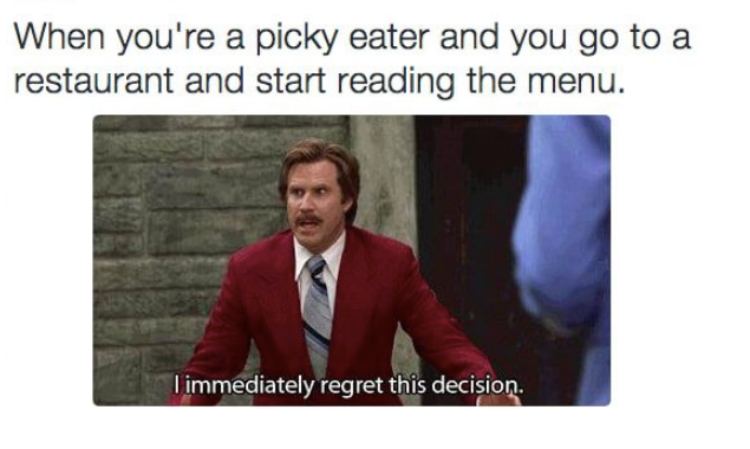 When you're a picky eater and you go to a
restaurant and start reading the menu.
I immediately regret this decision.